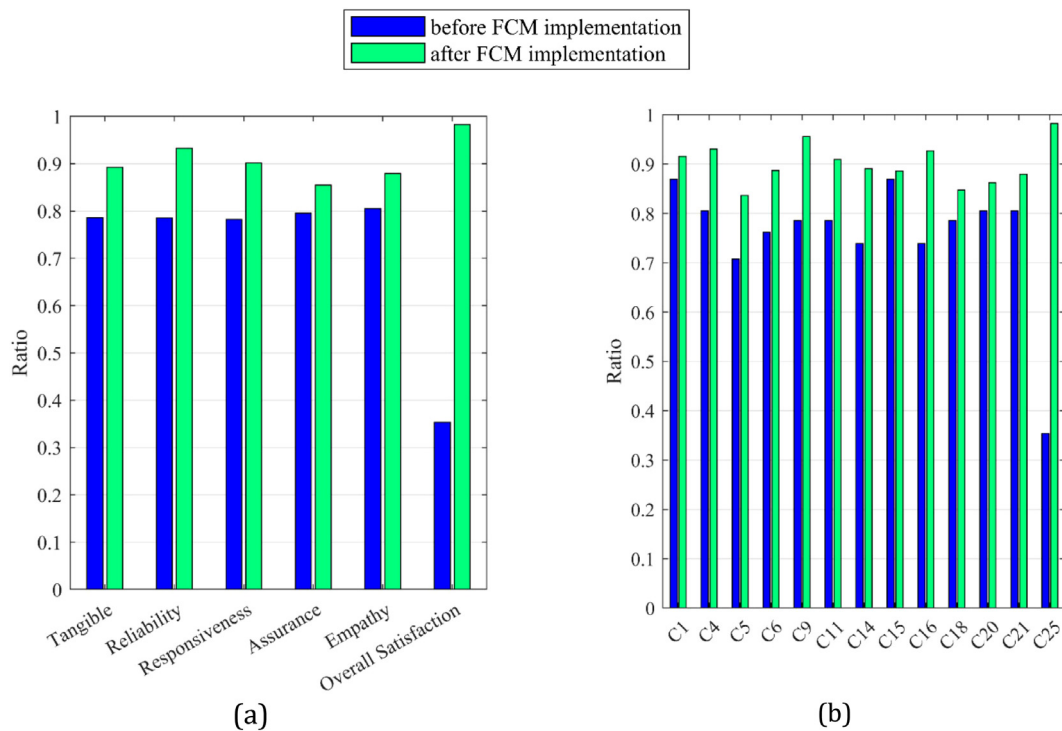 before FCM implementation
after FCM implementation
1
0.9
0.8
0.7
0.6
0.5
0.4
0.3
0.2
0.1
0
Ratio
Tangible
Reliability
Responsiveness
Assurance
Empathy
Overall Satisfaction
(a)
1
0.9
0.8
0.7
0.6
0.5
0.4
0.3
0.2
0.1
0
Ratio
C1
C4
C5
C6
C9
C11
C14
C15
C16
C18
C20
C21
C25
(b)